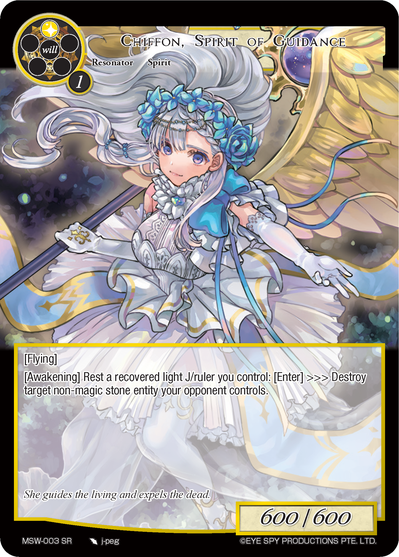 Chiffon, Spirit of Guidance
will
Resonator Spirit
1
[Flying]
[Awakening] Rest a recovered light J/ruler you control: [Enter] >>> Destroy
target non-magic stone entity your opponent controls.
She guides the living and expels the dead.
600/600
MSW-003 SR j-peg
©EYE SPY PRODUCTIONS PTE. LTD.